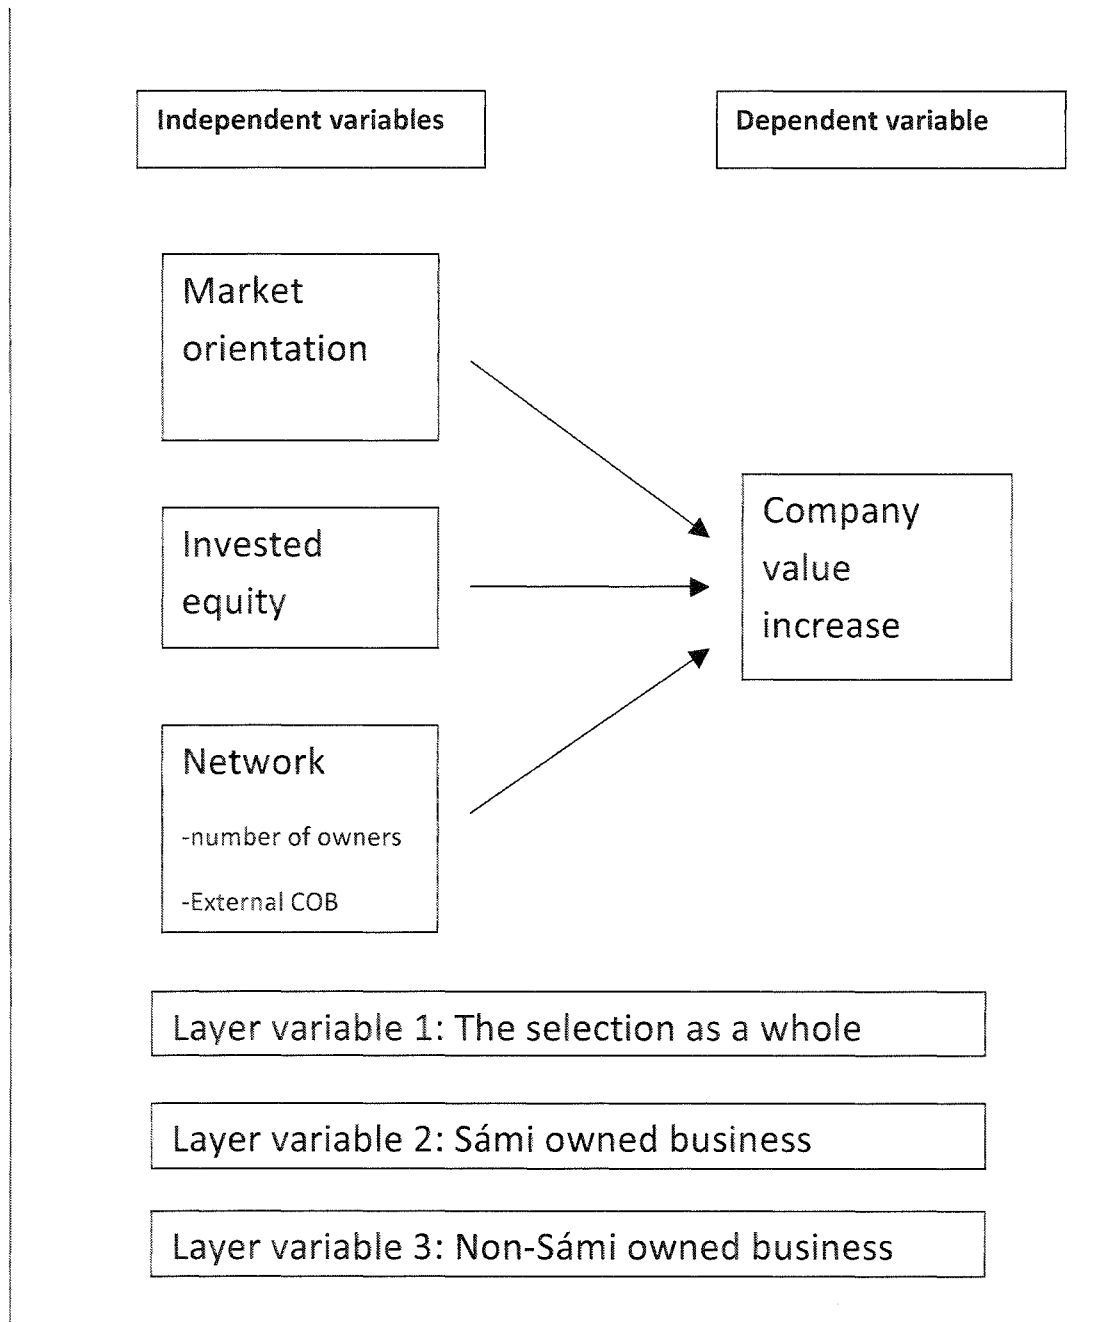 Independent variables
Dependent variable
Market
orientation
Invested
equity
Network
-number of owners
-External COB
Company
value
increase
Layer variable 1: The selection as a whole
Layer variable 2: Sámi owned business
Layer variable 3: Non-Sámi owned business